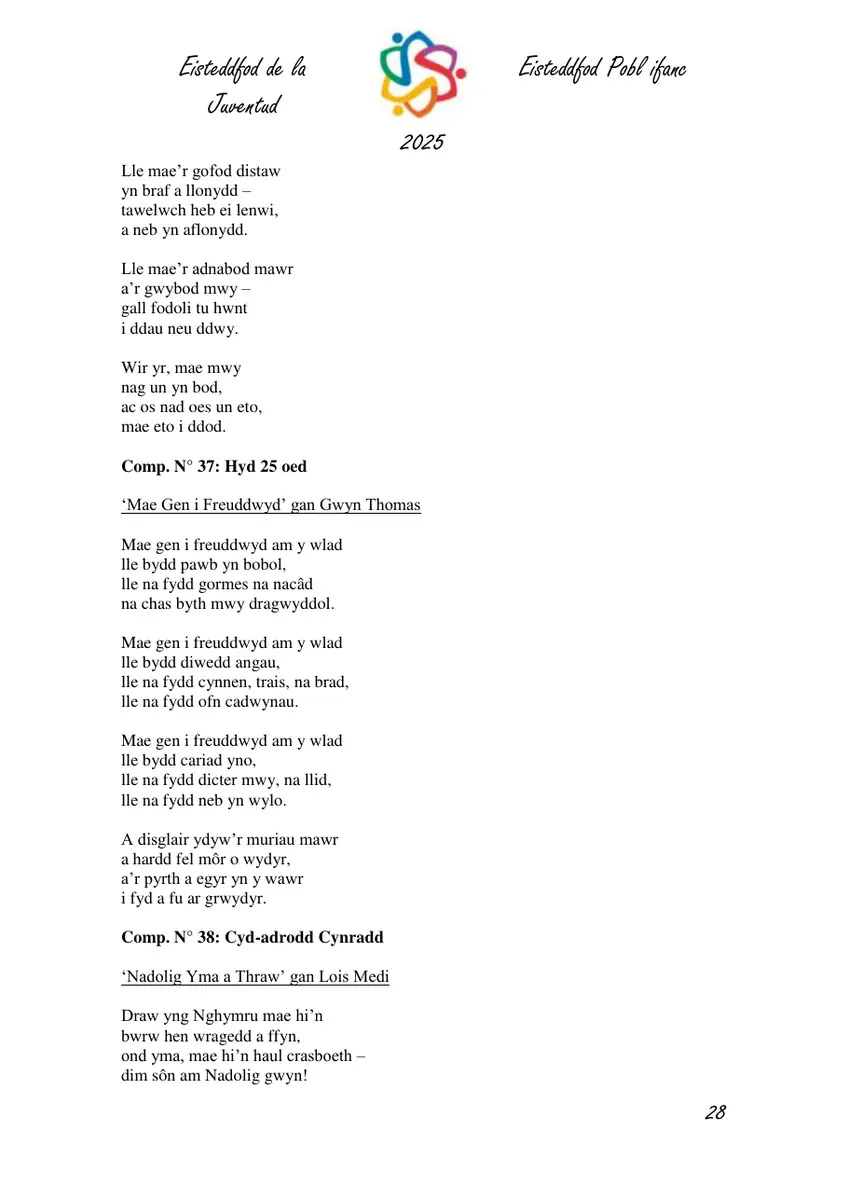 Eisteddfod de la
Juventud
Eisteddfod Pobl ifanc
2025
Lle mae’r gofod distaw
yn braf a llonydd –
tawelwch heb ei lenwi,
a neb yn aflonydd.
Lle mae’r adnabod mawr
a’r gwybod mwy –
gall fodoli tu hwnt
i ddau neu ddwy.
Wir yr, mae mwy
nag un yn bod,
ac os nad oes un eto,
mae eto i ddod.
Comp. N° 37: Hyd 25 oed
‘Mae Gen i Freuddwyd’ gan Gwyn Thomas
Mae gen i freuddwyd am y wlad
lle bydd pawb yn bobol,
lle na fydd gormes na nacâd
na chas byth mwy dragwyddol.
Mae gen i freuddwyd am y wlad
lle bydd diwedd angau,
lle na fydd cynnen, trais, na brad,
lle na fydd ofn cadwynau.
Mae gen i freuddwyd am y wlad
lle bydd cariad yno,
lle na fydd dicter mwy, na llid,
lle na fydd neb yn wylo.
A disglair ydyw’r muriau mawr
a hardd fel môr o wydyr,
a’r pyrth a egyr yn y wawr
i fyd a fu ar grwydyr.
Comp. N° 38: Cyd-adrodd Cynradd
‘Nadolig Yma a Thraw’ gan Lois Medi
Draw yng Nghymru mae hi’n
bwrw hen wragedd a ffyn,
ond yma, mae hi’n haul crasboeth –
dim sôn am Nadolig gwyn!
28